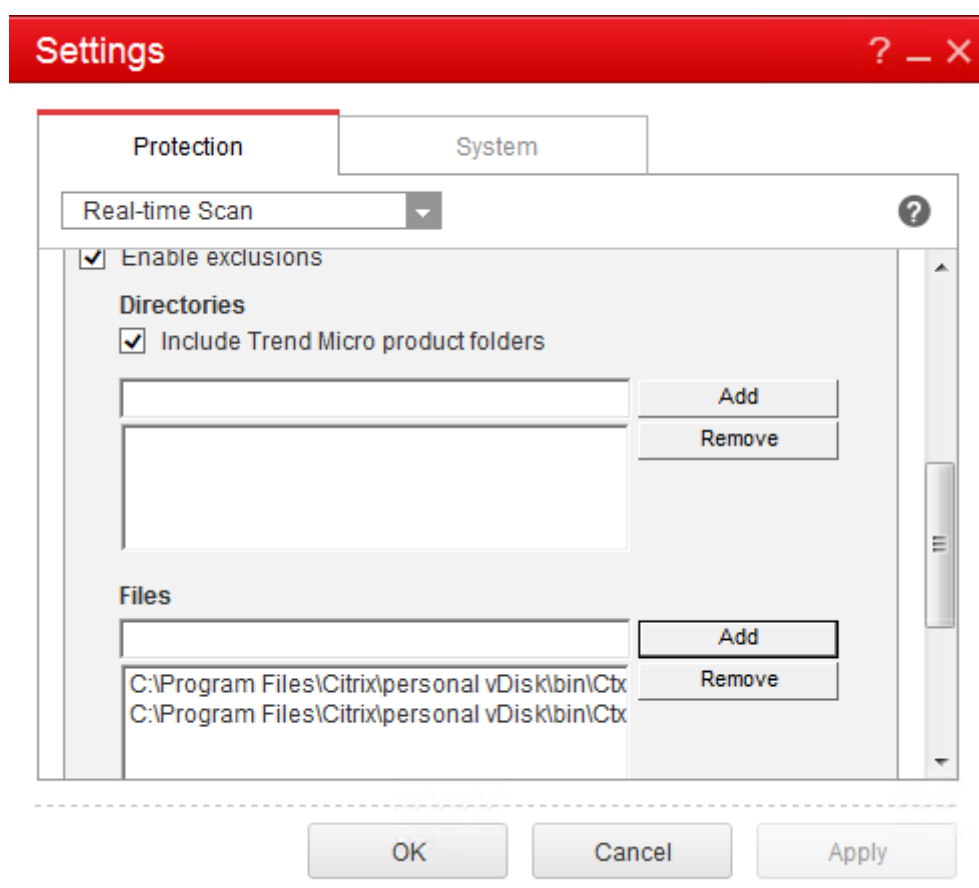 Settings
Protection
System
Real-time Scan
Enable exclusions
Directories
Include Trend Micro product folders
Add
Remove
Files
Add
C:\Program Files\Citrix\personal vDisk\bin\Ctx
Remove
C:\Program Files\Citrix\personal vDisk\bin\Ctx
OK
Cancel
Apply